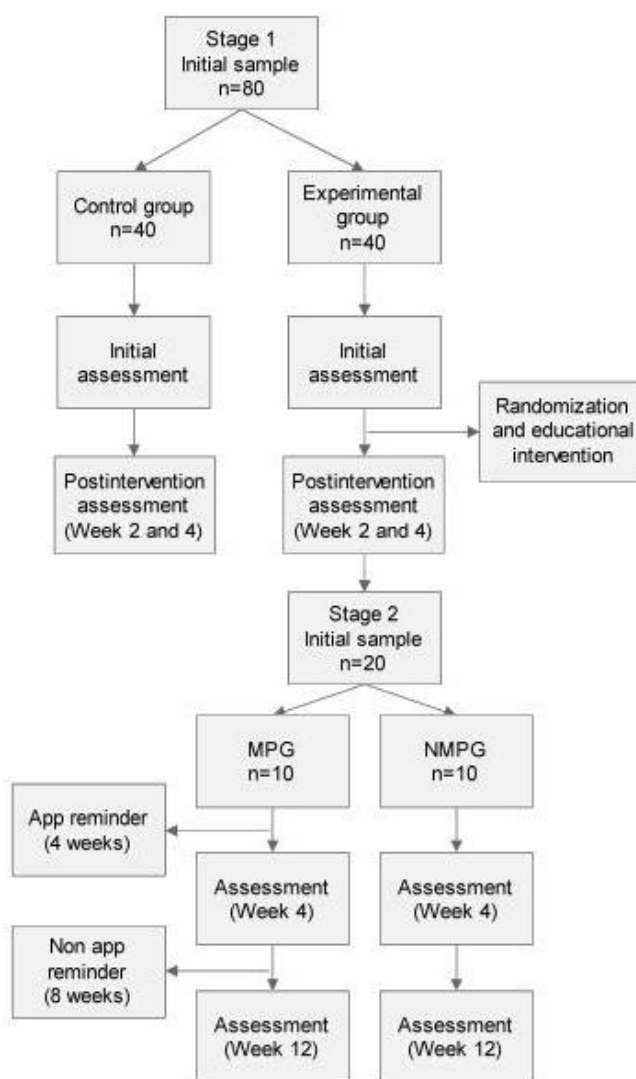 Stage 1
Initial sample
n=80
Control group
n=40
Experimental
group
n=40
Initial
assessment
Initial
assessment
Randomization
and educational
intervention
Postintervention
assessment
(Week 2 and 4)
Postintervention
assessment
(Week 2 and 4)
Stage 2
Initial sample
n=20
MPG
n=10
NMPG
n=10
App reminder
(4 weeks)
Assessment
(Week 4)
Assessment
(Week 4)
Non app
reminder
(8 weeks)
Assessment
(Week 12)
Assessment
(Week 12)